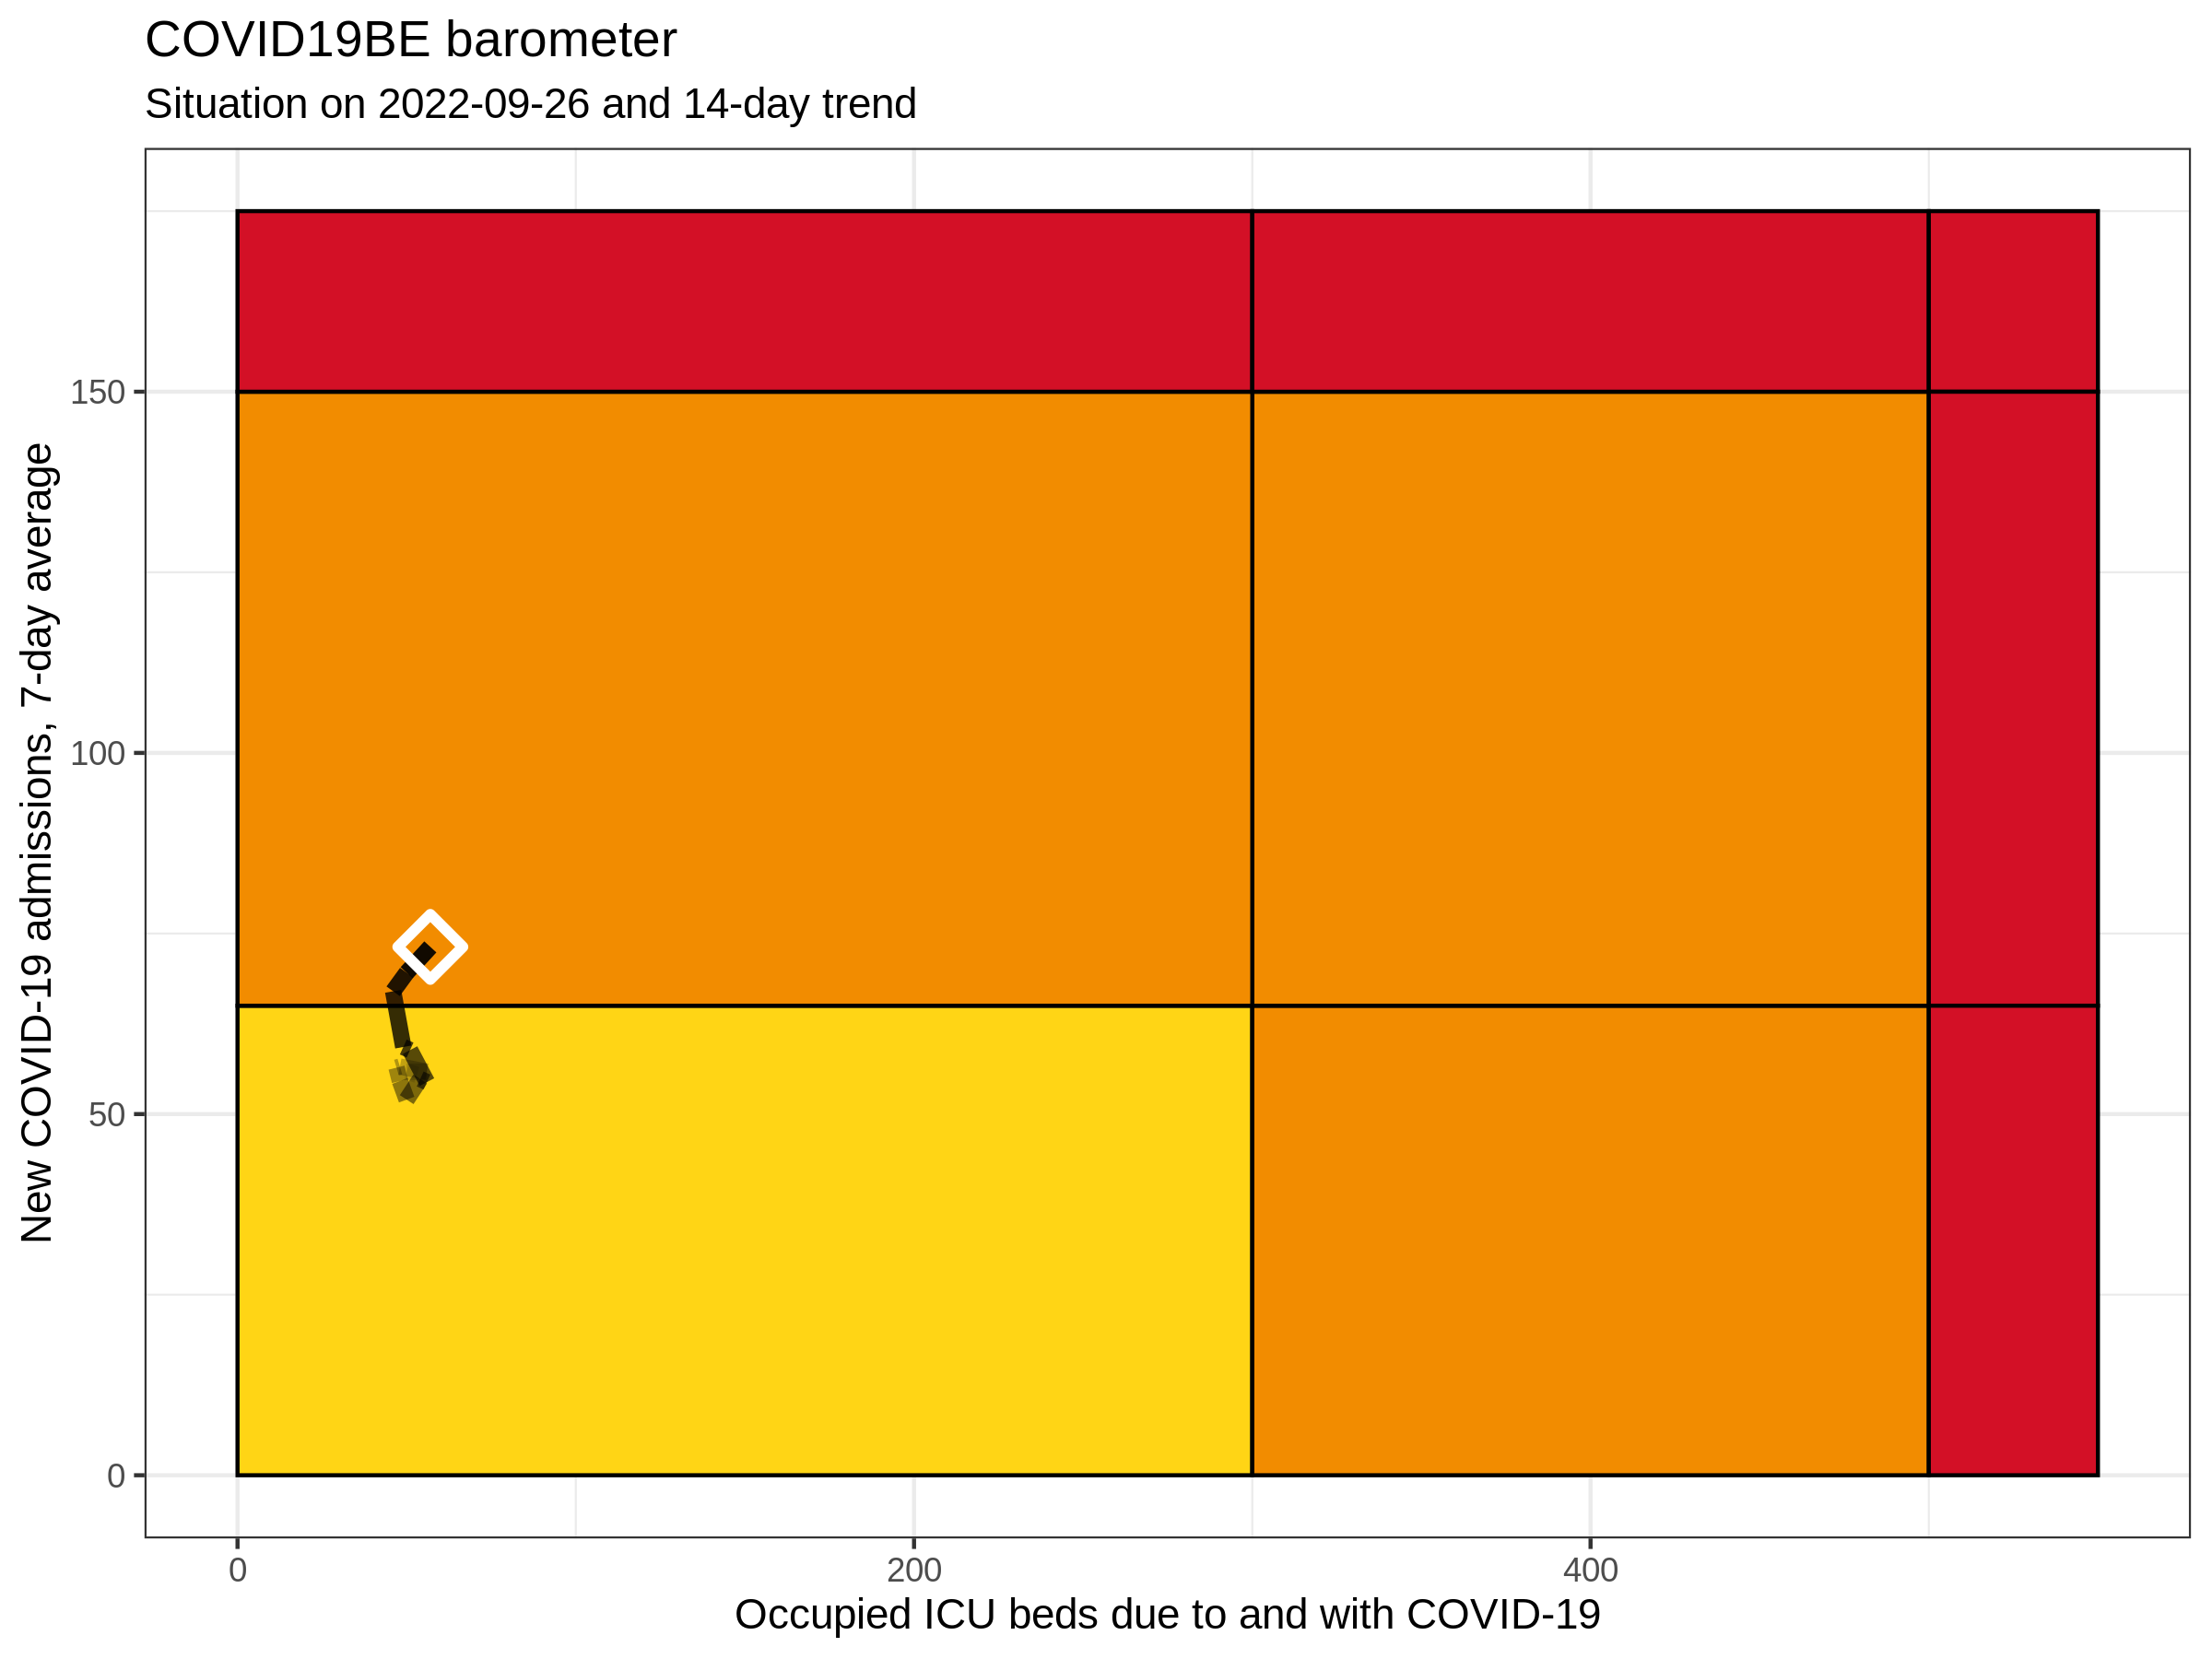 COVID19BE barometer
Situation on 2022-09-26 and 14-day trend
New COVID-19 admissions, 7-day average
150
100
50
0
0
200
400
Occupied ICU beds due to and with COVID-19